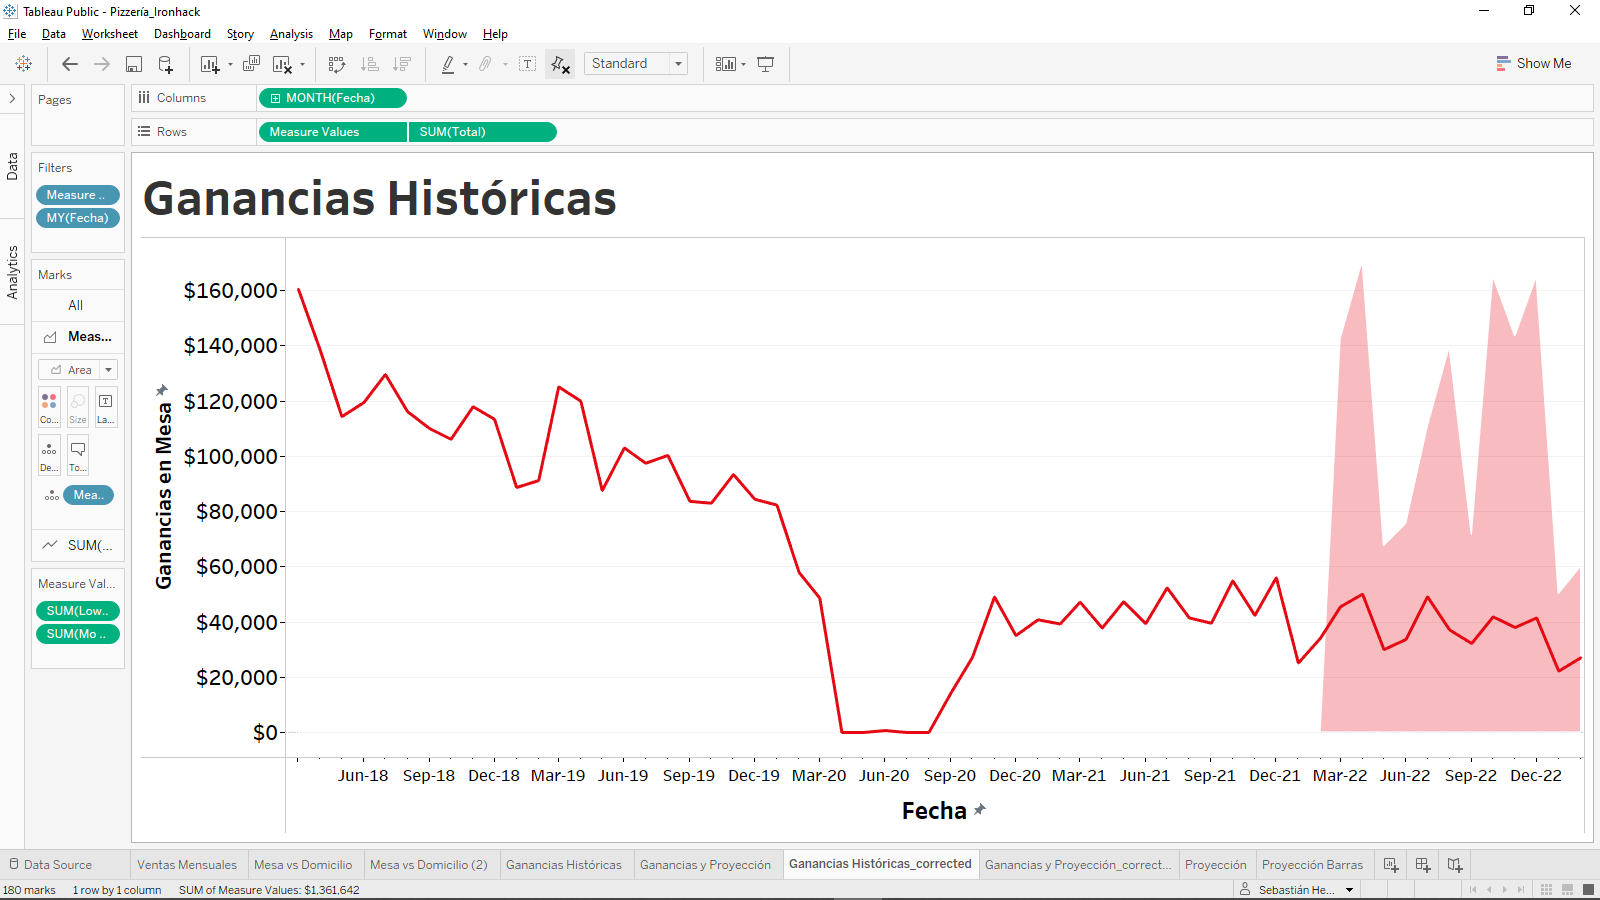 Tableau Public - Pizzería_Ironhack
File Data Worksheet Dashboard Story Analysis Map Format Window Help
Standard
Show Me
Pages
Columns
MONTH(Fecha)
Rows
Measure Values SUM(Total)
Data
Analytics
Filters
Measure ..
MY(Fecha)
Marks
All
Meas...
Area
Co... Size La...
De... To...
Mea..
SUM(...
Measure Val...
SUM(Low..
SUM(Mo ..
Ganancias Históricas
Ganancias en Mesa
$160,000
$140,000
$120,000
$100,000
$80,000
$60,000
$40,000
$20,000
$0
Jun-18 Sep-18 Dec-18 Mar-19 Jun-19 Sep-19 Dec-19 Mar-20 Jun-20 Sep-20 Dec-20 Mar-21 Jun-21 Sep-21 Dec-21 Mar-22 Jun-22 Sep-22 Dec-22
Fecha
Data Source Ventas Mensuales Mesa vs Domicilio Mesa vs Domicilio (2) Ganancias Históricas Ganancias y Proyección Ganancias Históricas_corrected Ganancias y Proyección_correct... Proyección Proyección Barras
180 marks 1 row by 1 column SUM of Measure Values: $1,361,642 Sebastián He...